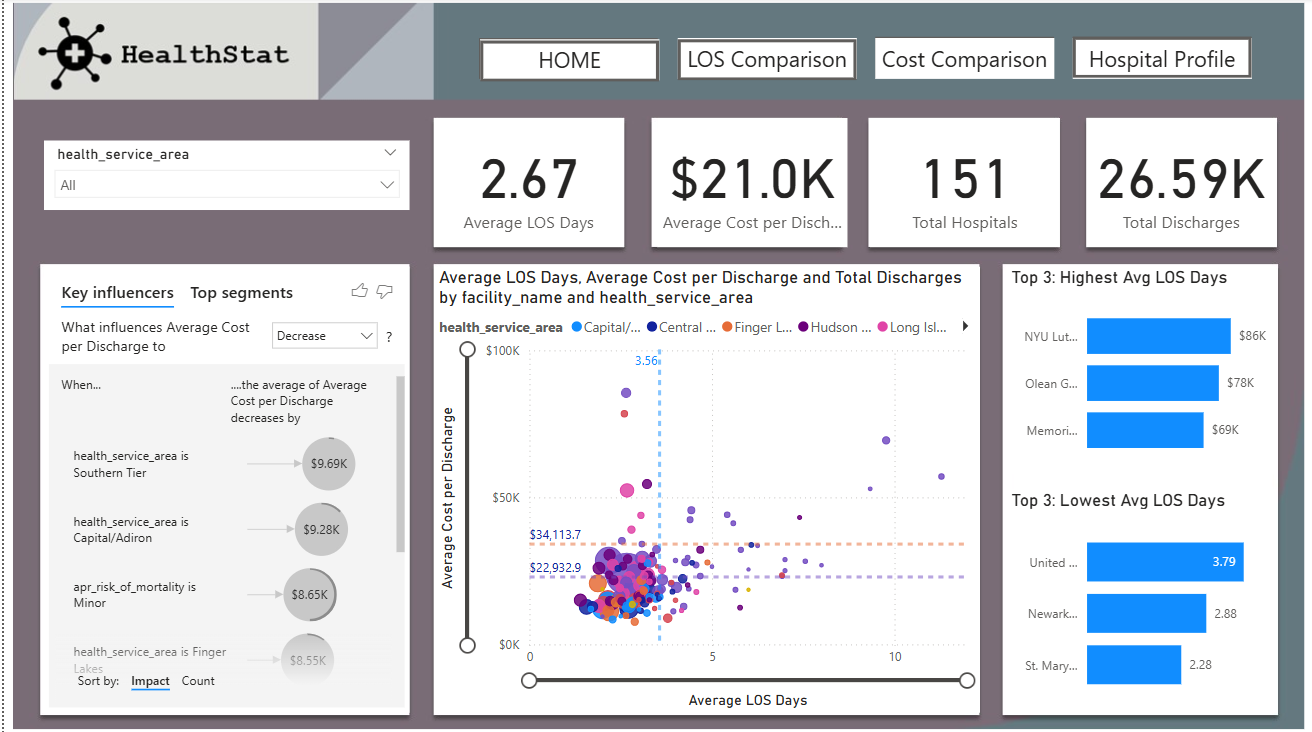 HealthStat
HOME
LOS Comparison
Cost Comparison
Hospital Profile
health_service_area
All
2.67
Average LOS Days
$21.0K
Average Cost per Disch...
151
Total Hospitals
26.59K
Total Discharges
Key influencers
Top segments
What influences Average Cost
per Discharge to
Decrease
?
When...
....the average of Average
Cost per Discharge
decreases by
health_service_area is
Southern Tier
$9.69K
health_service_area is
Capital/Adiron
$9.28K
apr_risk_of_mortality is
Minor
$8.65K
health_service_area is Finger
Lakes
$8.55K
Sort by:
Impact
Count
Average LOS Days, Average Cost per Discharge and Total Discharges
by facility_name and health_service_area
health_service_area
Capital/...
Central ...
Finger L...
Hudson ...
Long Isl...
Average Cost per Discharge
$100K
$50K
$0K
3.56
$34,113.7
$22,932.9
0
5
10
Average LOS Days
Top 3: Highest Avg LOS Days
NYU Lut...
$86K
Olean G...
$78K
Memori...
$69K
Top 3: Lowest Avg LOS Days
United ...
3.79
Newark...
2.88
St. Mary...
2.28